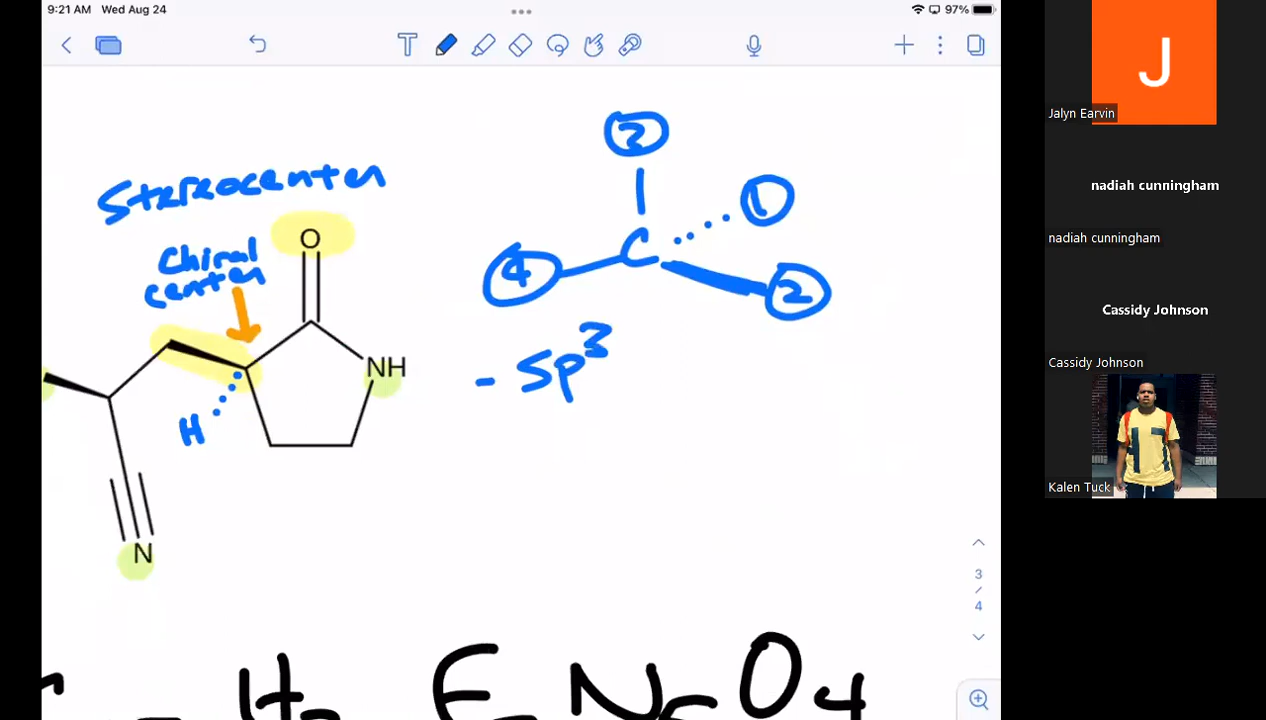 9:21 AM Wed Aug 24
97%
T
Stereocenter
Chiral
center
O
NH
H
N
3
1
C
4
2
- Sp3
3
/
4
J
Jalyn Earvin
nadiah cunningham
nadiah cunningham
Cassidy Johnson
Cassidy Johnson
Kalen Tuck